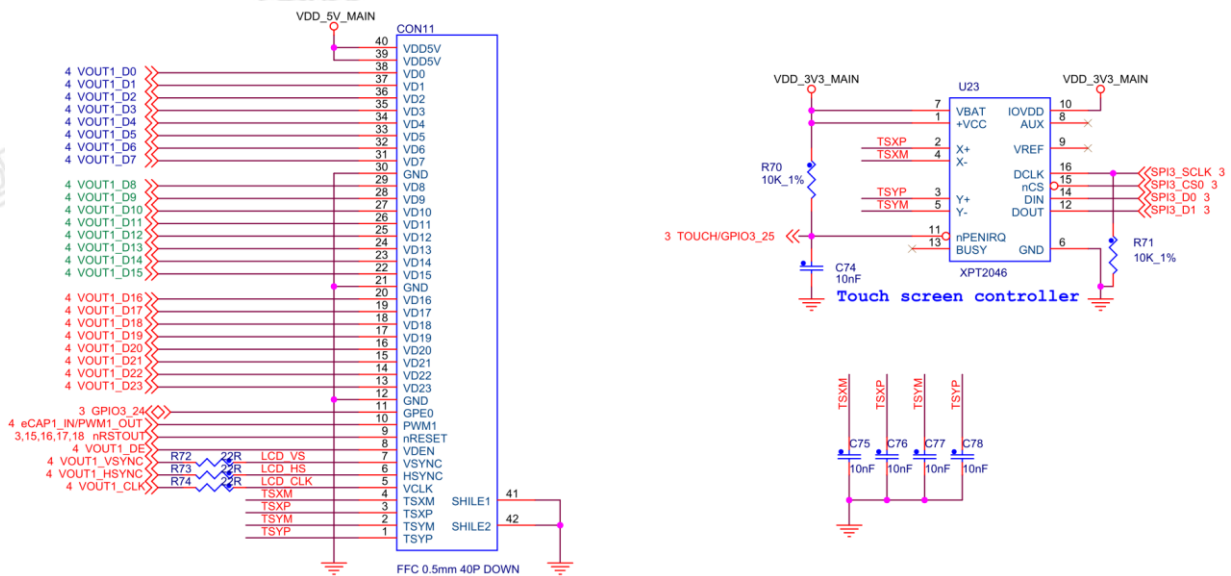 VDD_5V_MAIN
CON11
40 VDD5V
39 VDD5V
4 VOUT1_D0 38 VD0
4 VOUT1_D1 37 VD1
4 VOUT1_D2 36 VD2
4 VOUT1_D3 35 VD3
4 VOUT1_D4 34 VD4
4 VOUT1_D5 33 VD5
4 VOUT1_D6 32 VD6
4 VOUT1_D7 31 VD7
30 GND
4 VOUT1_D8 29 VD8
4 VOUT1_D9 28 VD9
4 VOUT1_D10 27 VD10
4 VOUT1_D11 26 VD11
4 VOUT1_D12 25 VD12
4 VOUT1_D13 24 VD13
4 VOUT1_D14 23 VD14
4 VOUT1_D15 22 VD15
21 GND
4 VOUT1_D16 20 VD16
4 VOUT1_D17 19 VD17
4 VOUT1_D18 18 VD18
4 VOUT1_D19 17 VD19
4 VOUT1_D20 16 VD20
4 VOUT1_D21 15 VD21
4 VOUT1_D22 14 VD22
4 VOUT1_D23 13 VD23
12 GND
3 GPIO3_24 11 GPE0
4 eCAP1_IN/PWM1_OUT 10 PWM1
3,15,16,17,18 nRSTOUT 9 nRESET
4 VOUT1_DE 8 VDEN
4 VOUT1_VSYNC R72 22R LCD_VS 7 VSYNC
4 VOUT1_HSYNC R73 22R LCD_HS 6 HSYNC
4 VOUT1_CLK R74 22R LCD_CLK 5 VCLK
TSXM 4 TSXM SHILE1 41
TSXP 3 TSXP
TSYM 2 TSYM SHILE2 42
TSYP 1 TSYP
FFC 0.5mm 40P DOWN
VDD_3V3_MAIN VDD_3V3_MAIN
U23
7 VBAT IOVDD 10
1 +VCC AUX 8
TSXP 2 X+ VREF 9
TSXM 4 X-
R70
10K_1%
DCLK 16 SPI3_SCLK 3
nCS 15 SPI3_CS0 3
TSYP 3 Y+ DIN 14 SPI3_D0 3
TSYM 5 Y- DOUT 12 SPI3_D1 3
3 TOUCH/GPIO3_25 11 nPENIRQ
13 BUSY GND 6
R71
10K_1%
C74
10nF
XPT2046
Touch screen controller
TSXM TSXP TSYM TSYP
C75 C76 C77 C78
10nF 10nF 10nF 10nF